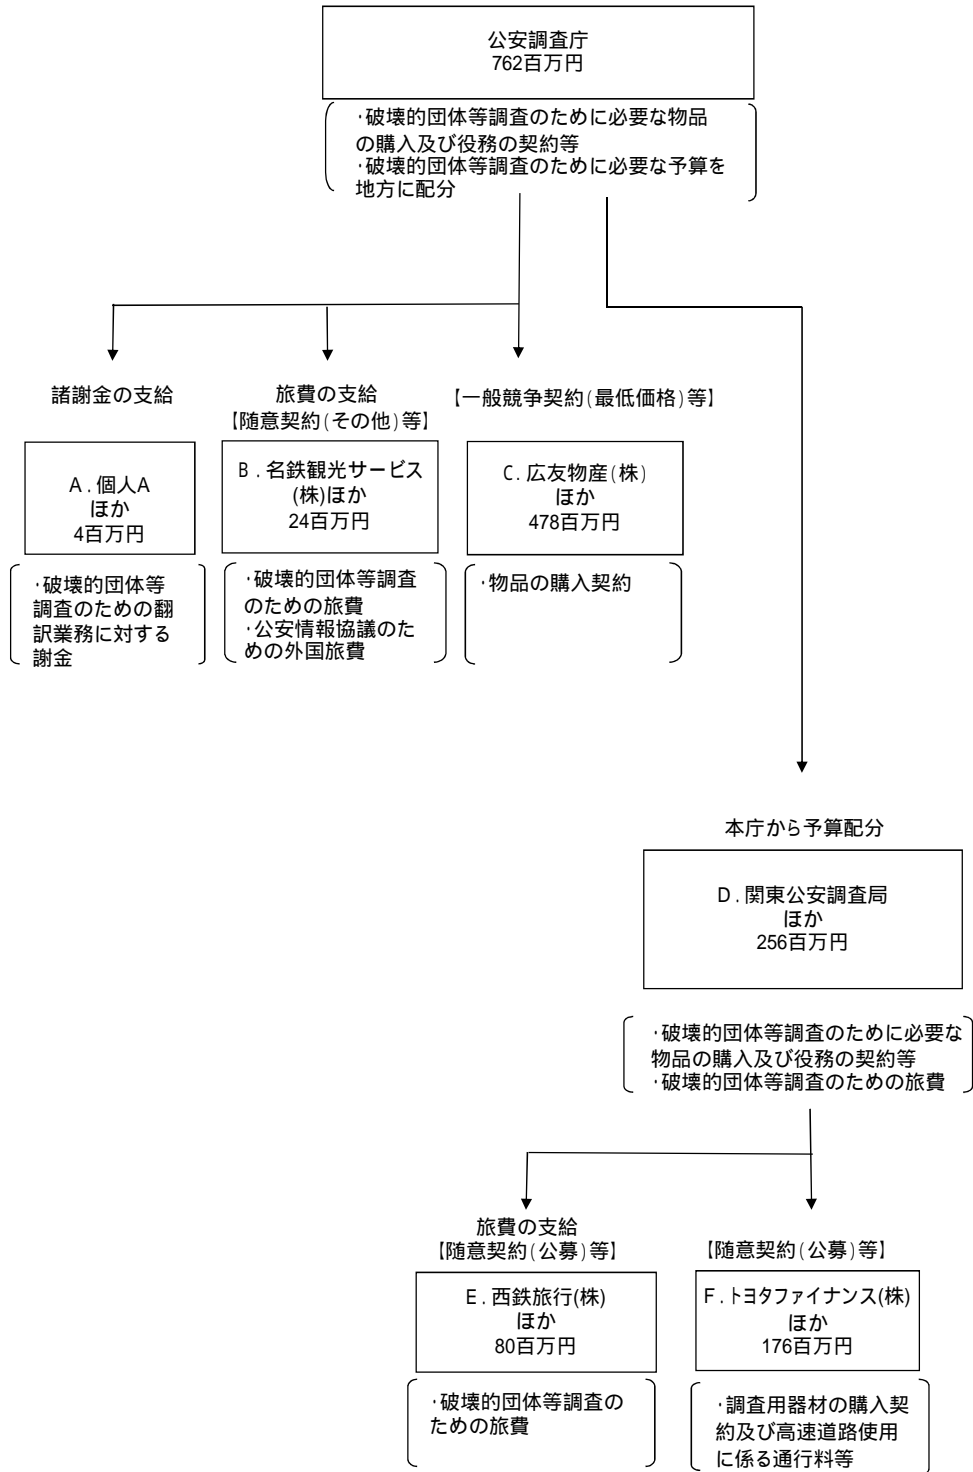 公安調査庁
762百万円
・破壊的団体等調査のために必要な物品
の購入及び役務の契約等
・破壊的団体等調査のために必要な予算を
地方に配分
諸謝金の支給
旅費の支給
【随意契約(その他)等】
【一般競争契約(最低価格)等】
A.個人A
ほか
4百万円
B.名鉄観光サービス
(株)ほか
24百万円
C.広友物産(株)
ほか
478百万円
・破壊的団体等
調査のための翻
訳業務に対する
謝金
・破壊的団体等調査
のための旅費
・公安情報協議のた
めの外国旅費
・物品の購入契約
本庁から予算配分
D.関東公安調査局
ほか
256百万円
・破壊的団体等調査のために必要な
物品の購入及び役務の契約等
・破壊的団体等調査のための旅費
旅費の支給
【随意契約(公募)等】
【随意契約(公募)等】
E.西鉄旅行(株)
ほか
80百万円
F.トヨタファイナンス(株)
ほか
176百万円
・破壊的団体等調査の
ための旅費
・調査用器材の購入契
約及び高速道路使用
に係る通行料等